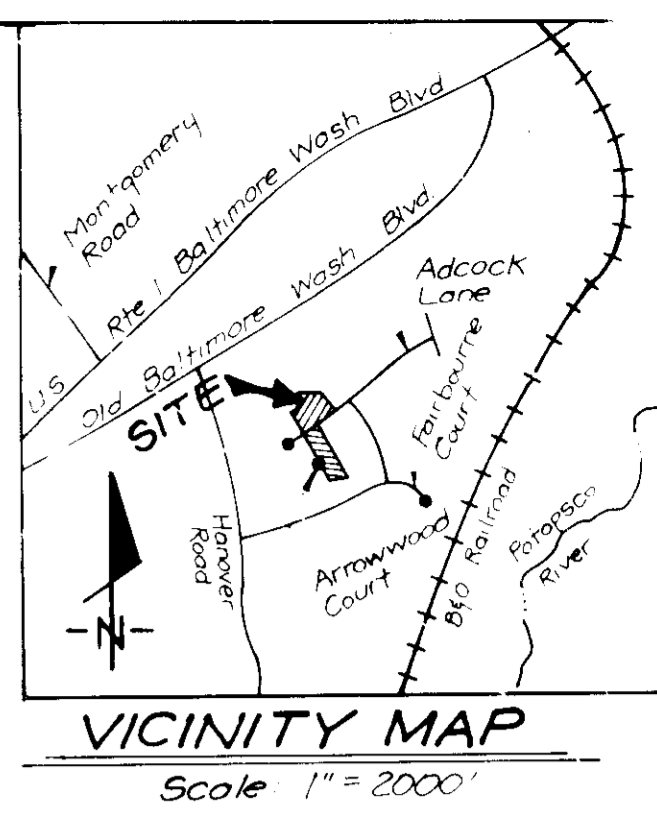 Montgomery
Road
US Rte 1 Baltimore Wash Blvd
Old Baltimore Wash Blvd.
Adcock
Lane
SITE
Fairbourne
Court
Hanover
Road
Arrowwood
Court
B&O Railroad
Patapsco
River
-N-
VICINITY MAP
Scale: 1" = 2000'